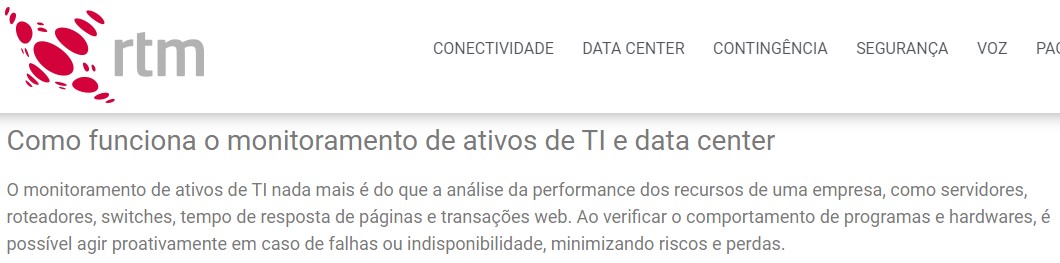 rtm
CONECTIVIDADE DATA CENTER CONTINGÊNCIA SEGURANÇA VOZ
Como funciona o monitoramento de ativos de TI e data center
O monitoramento de ativos de TI nada mais é do que a análise da performance dos recursos de uma empresa, como servidores,
roteadores, switches, tempo de resposta de páginas e transações web. Ao verificar o comportamento de programas e hardwares, é
possível agir proativamente em caso de falhas ou indisponibilidade, minimizando riscos e perdas.